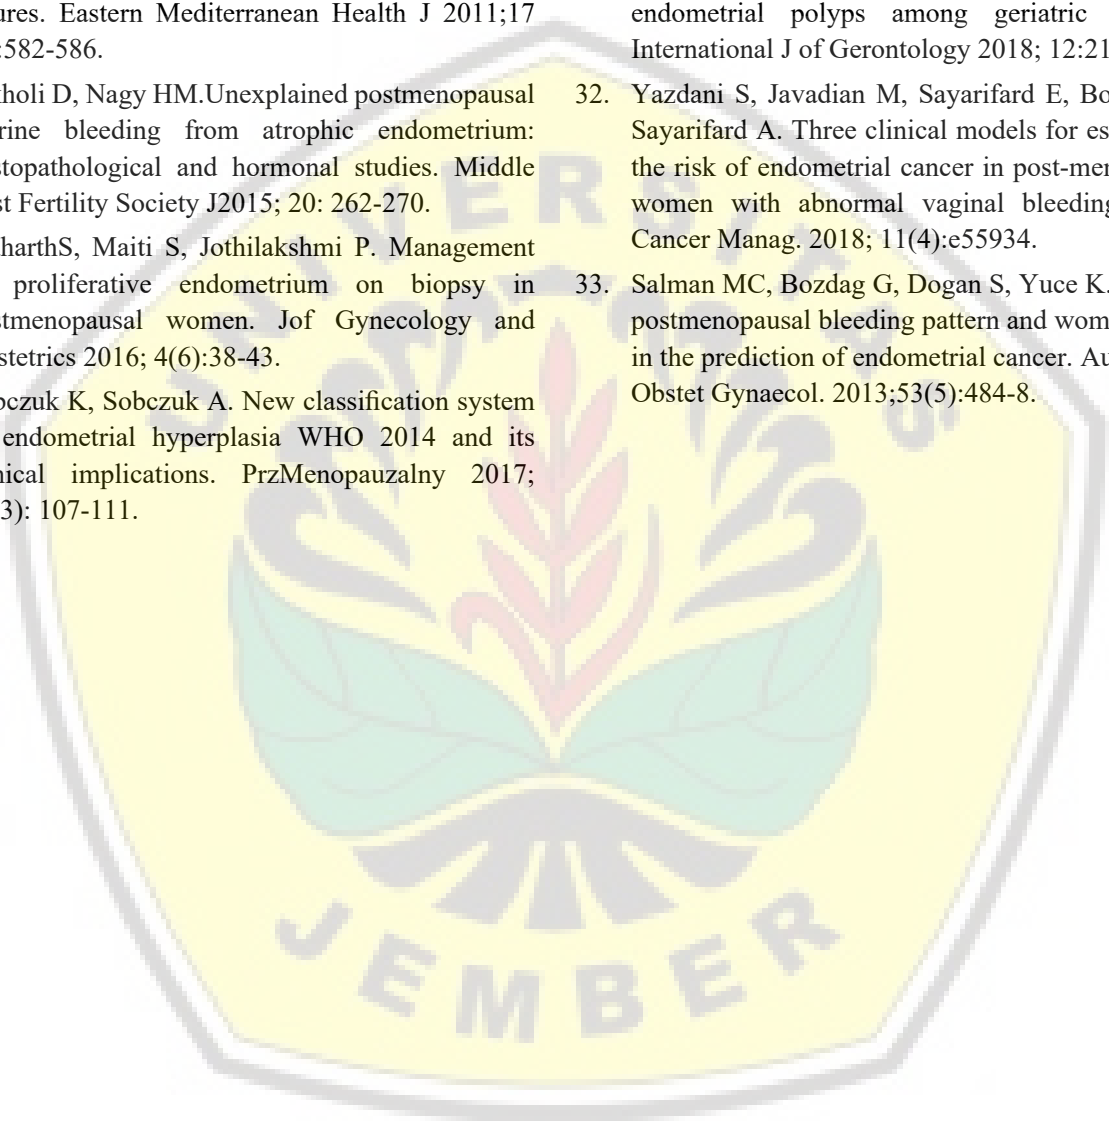 ures. Eastern Mediterranean Health J 2011;17
:582-586.
kholi D, Nagy HM.Unexplained postmenopausal
rine bleeding from atrophic endometrium:
stopathological and hormonal studies. Middle
st Fertility Society J2015; 20: 262-270.
harthS, Maiti S, Jothilakshmi P. Management
proliferative endometrium on biopsy in
stmenopausal women. Jof Gynecology and
stetrics 2016; 4(6):38-43.
bczuk K, Sobczuk A. New classification system
endometrial hyperplasia WHO 2014 and its
nical implications. PrzMenopauzalny 2017;
3): 107-111.
endometrial polyps among geriatric
International J of Gerontology 2018; 12:21
32. Yazdani S, Javadian M, Sayarifard E, Bo
Sayarifard A. Three clinical models for es
the risk of endometrial cancer in post-men
women with abnormal vaginal bleeding
Cancer Manag. 2018; 11(4):e55934.
33. Salman MC, Bozdag G, Dogan S, Yuce K.
postmenopausal bleeding pattern and wom
in the prediction of endometrial cancer. Au
Obstet Gynaecol. 2013;53(5):484-8.
UNIVERSITAS
JEMBER